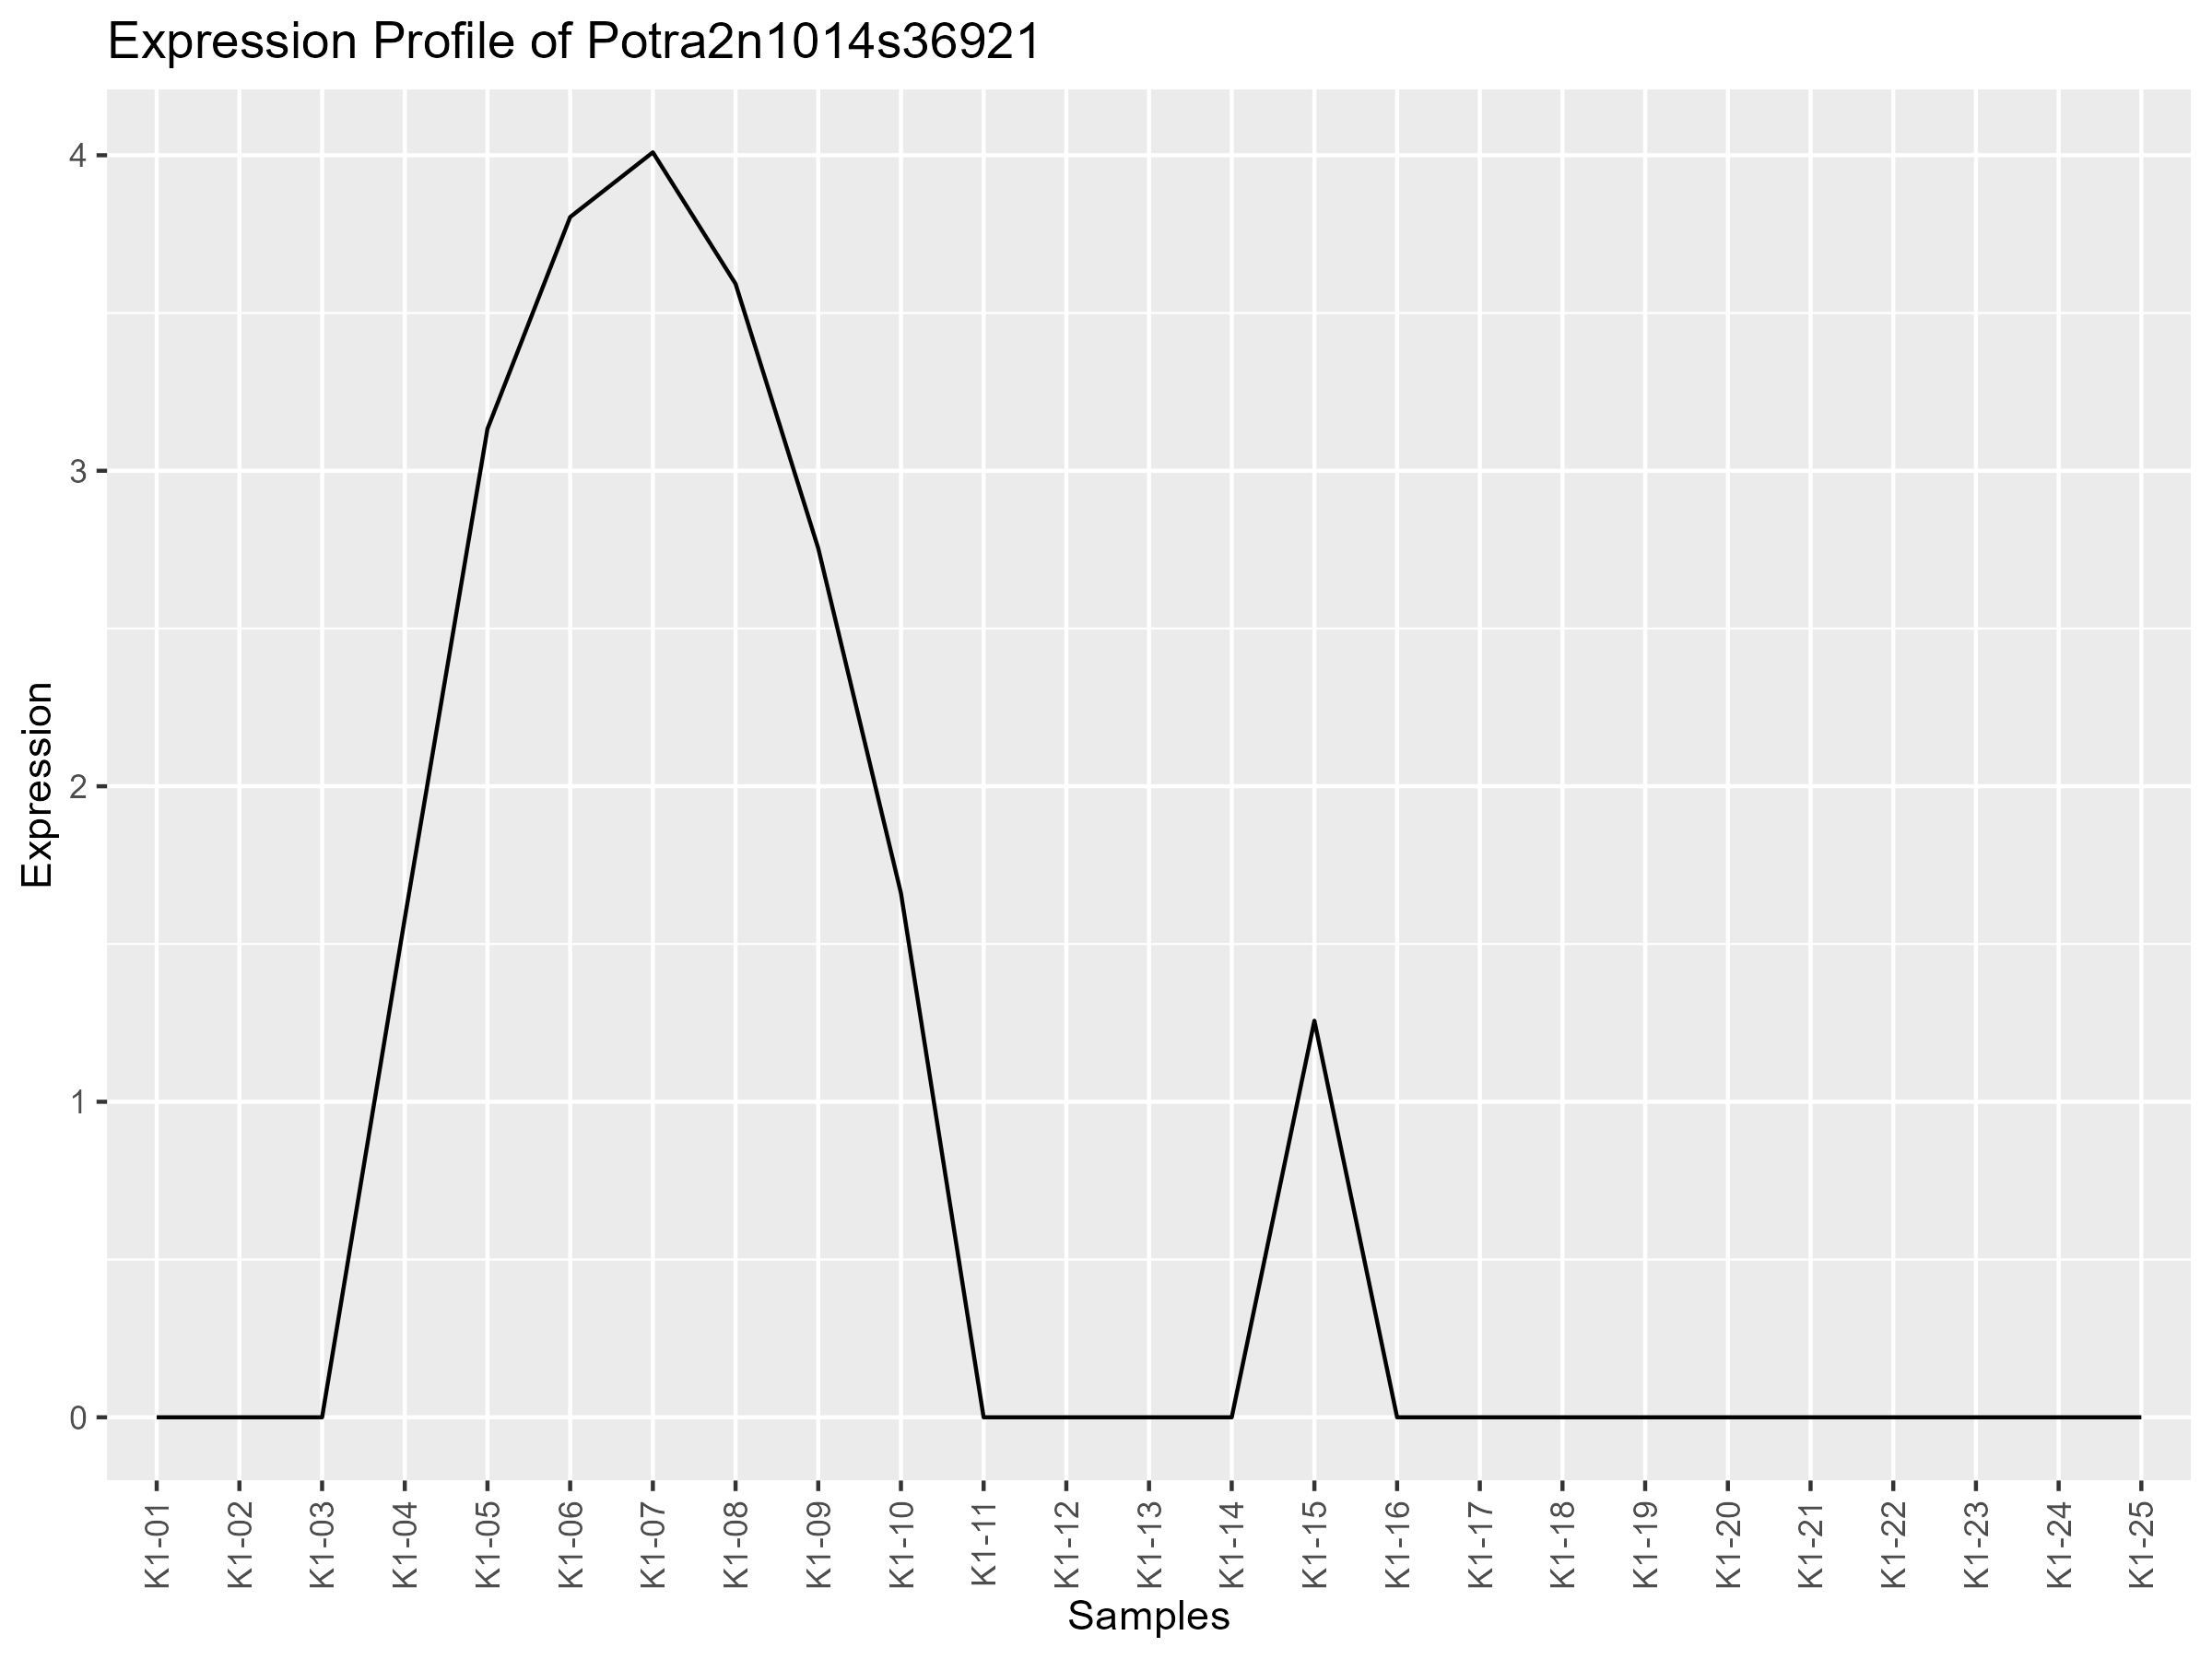 Expression Profile of Potra2n1014s36921
Expression
4
3
2
1
0
K1-01
K1-02
K1-03
K1-04
K1-05
K1-06
K1-07
K1-08
K1-09
K1-10
K1-11
K1-12
K1-13
K1-14
K1-15
K1-16
K1-17
K1-18
K1-19
K1-20
K1-21
K1-22
K1-23
K1-24
K1-25
Samples